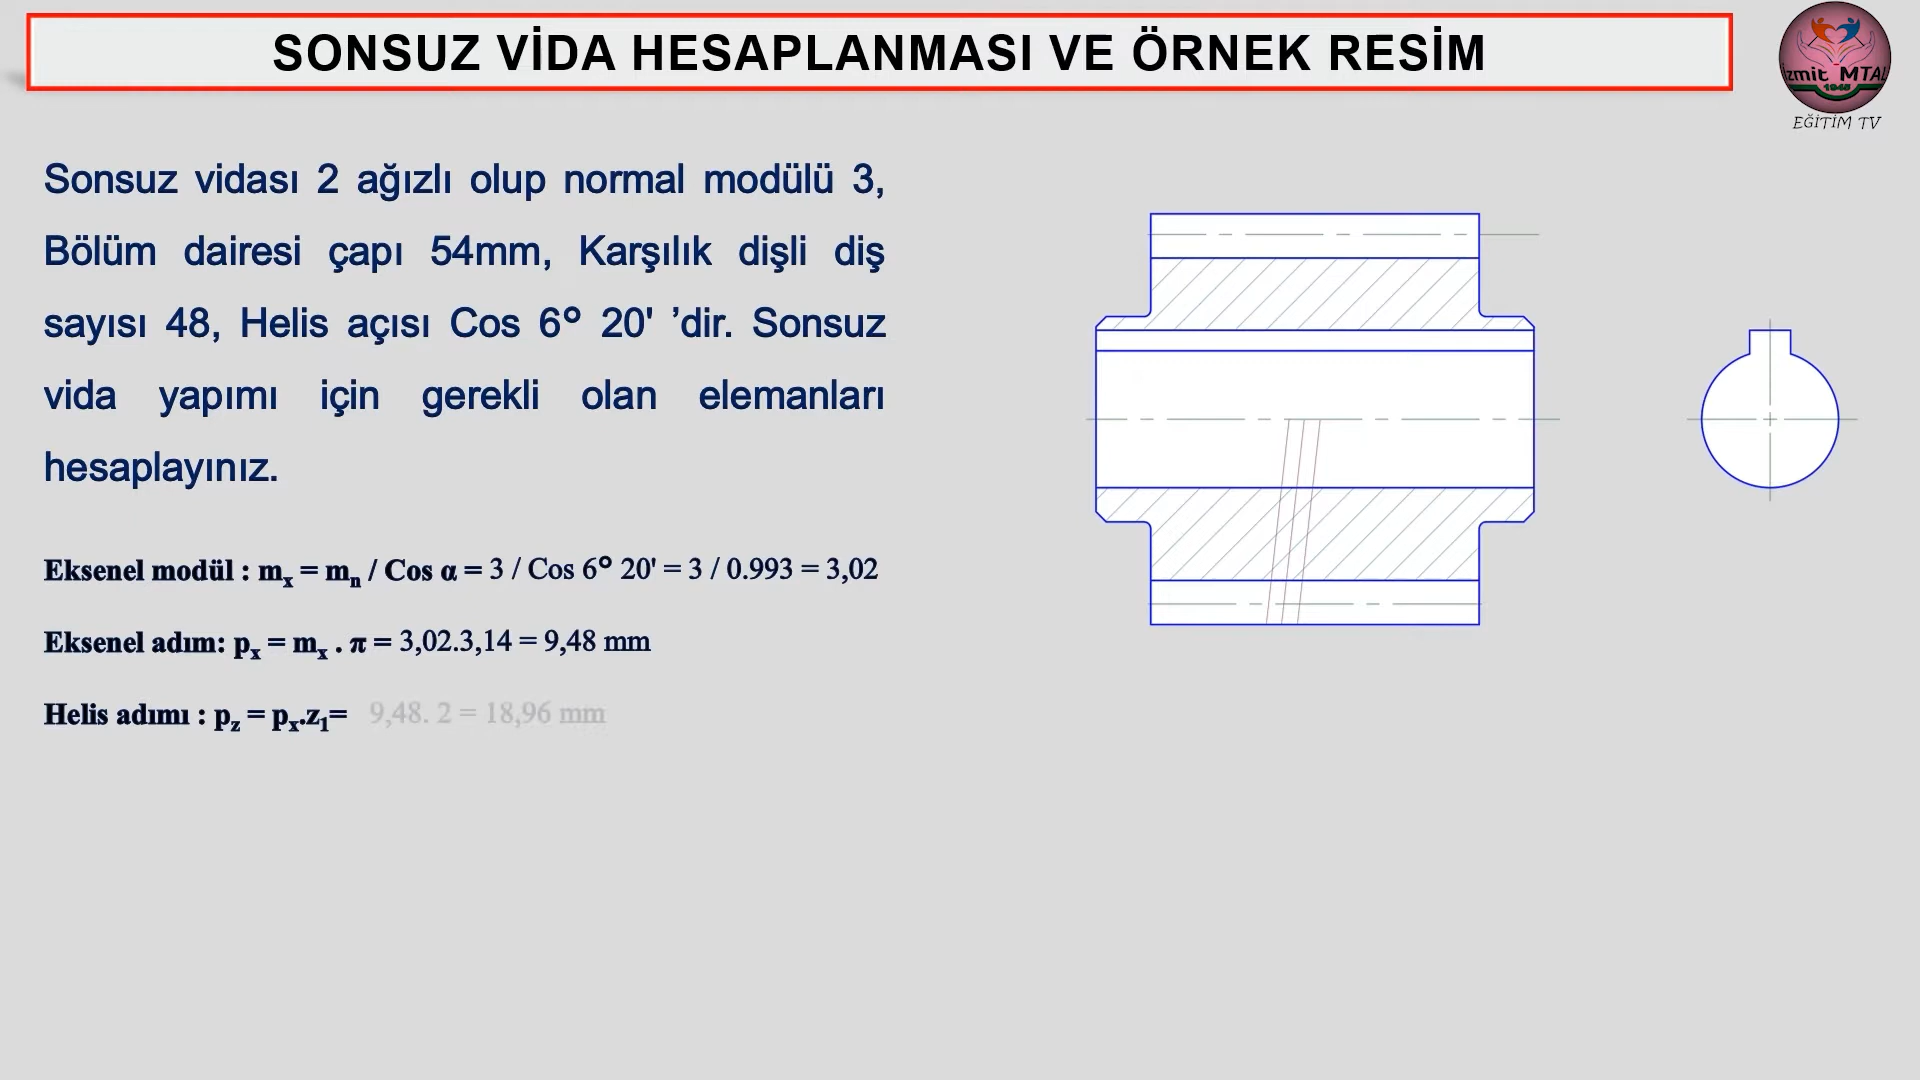 SONSUZ VİDA HESAPLANMASI VE ÖRNEK RESİM
İzmit MTAL
1945
EĞİTİM TV
Sonsuz vidası 2 ağızlı olup normal modülü 3,
Bölüm dairesi çapı 54mm, Karşılık dişli diş
sayısı 48, Helis açısı Cos 6° 20' ’dir. Sonsuz
vida yapımı için gerekli olan elemanları
hesaplayınız.
Eksenel modül : mₓ = mₙ / Cos α = 3 / Cos 6° 20' = 3 / 0.993 = 3,02
Eksenel adım: pₓ = mₓ . π = 3,02.3,14 = 9,48 mm
Helis adımı : p_z = pₓ.z₁= 9,48. 2 = 18,96 mm